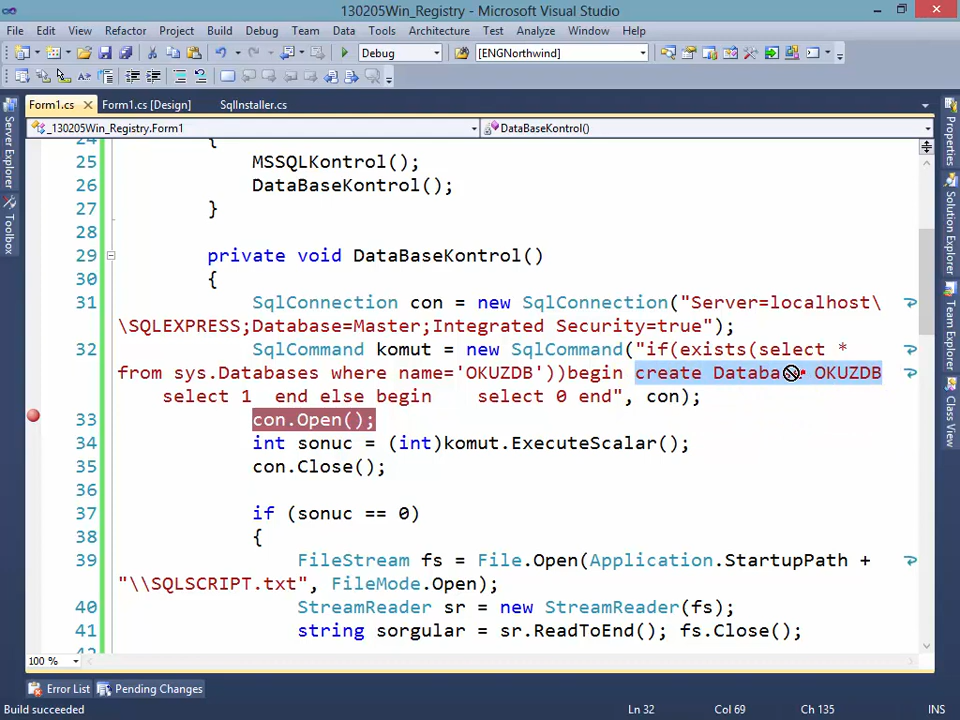 130205Win_Registry - Microsoft Visual Studio
File Edit View Refactor Project Build Debug Team Data Tools Architecture Test Analyze Window Help
Debug [ENGNorthwind]
Form1.cs Form1.cs [Design] SqlInstaller.cs
_130205Win_Registry.Form1 DataBaseKontrol()
Server Explorer
Toolbox
Properties
Solution Explorer
Team Explorer
Class View
24 {
25 MSSQLKontrol();
26 DataBaseKontrol();
27 }
28
29 private void DataBaseKontrol()
30 {
31 SqlConnection con = new SqlConnection("Server=localhost\
\SQLEXPRESS;Database=Master;Integrated Security=true");
32 SqlCommand komut = new SqlCommand("if(exists(select *
from sys.Databases where name='OKUZDB'))begin create Database OKUZDB
select 1 end else begin select 0 end", con);
33 con.Open();
34 int sonuc = (int)komut.ExecuteScalar();
35 con.Close();
36
37 if (sonuc == 0)
38 {
39 FileStream fs = File.Open(Application.StartupPath +
"\\SQLSCRIPT.txt", FileMode.Open);
40 StreamReader sr = new StreamReader(fs);
41 string sorgular = sr.ReadToEnd(); fs.Close();
100 %
Error List Pending Changes
Build succeeded Ln 32 Col 69 Ch 135 INS